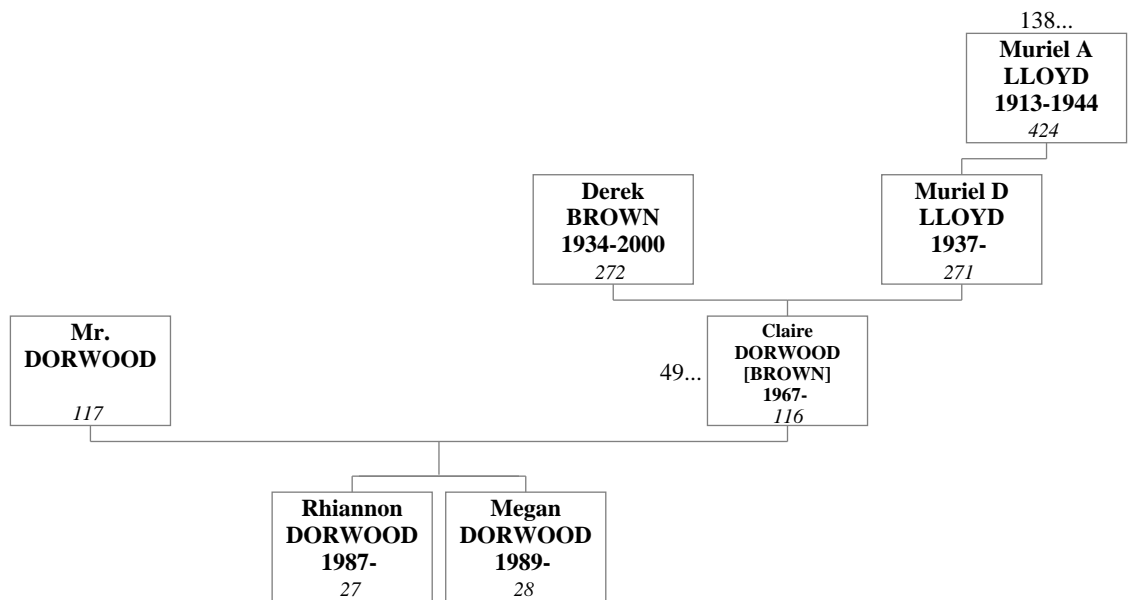 138...
Muriel A
LLOYD
1913-1944
424
Derek
BROWN
1934-2000
272
Muriel D
LLOYD
1937-
271
Mr.
DORWOOD
117
49...
Claire
DORWOOD
[BROWN]
1967-
116
Rhiannon
DORWOOD
1987-
27
Megan
DORWOOD
1989-
28